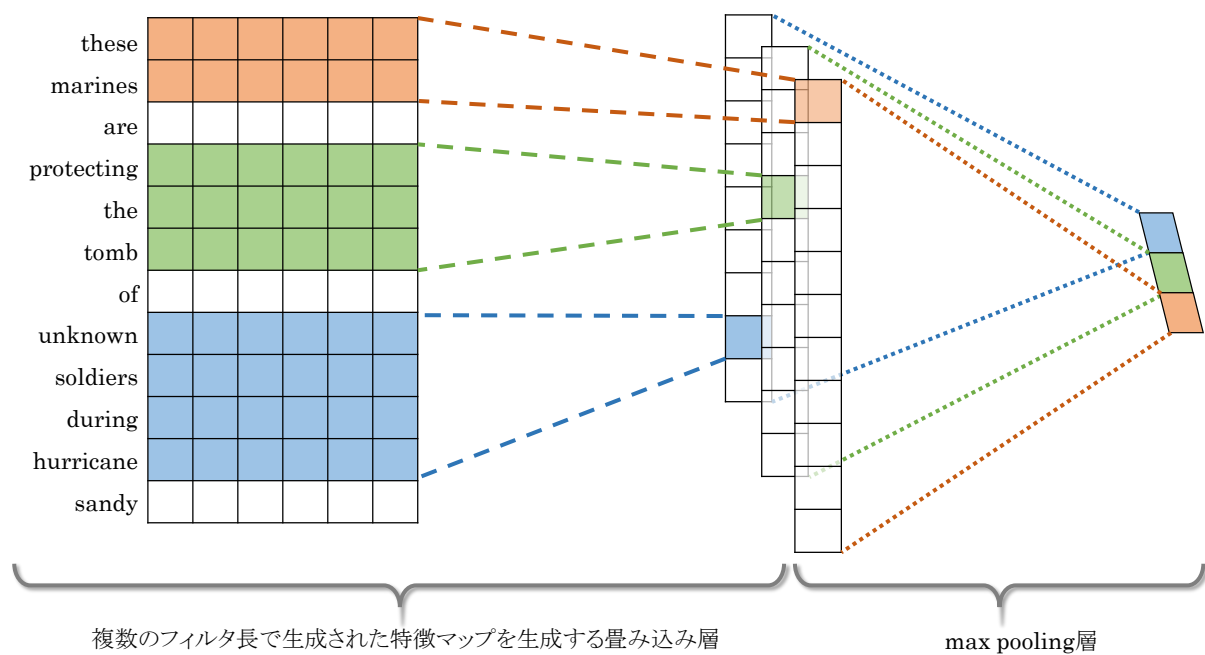 these
marines
are
protecting
the
tomb
of
unknown
soldiers
during
hurricane
sandy
複数のフィルタ長で生成された特徴マップを生成する畳み込み層
max pooling層